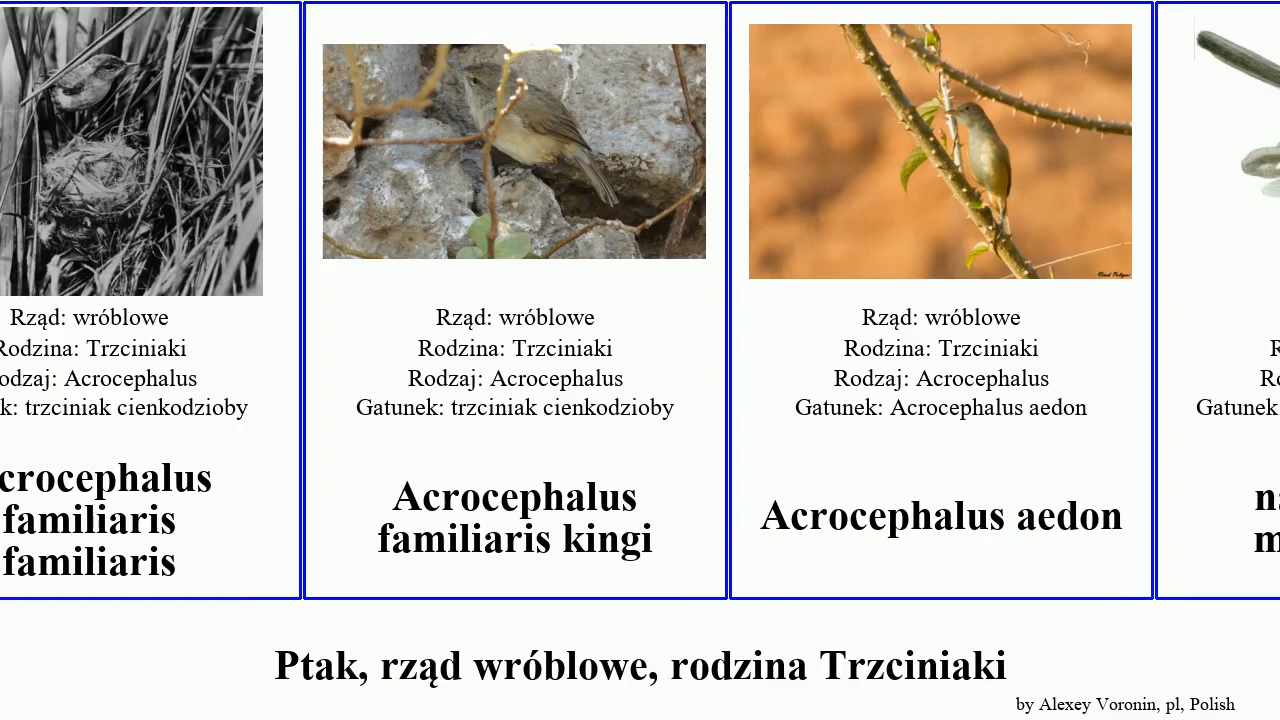 Rząd: wróblowe
Rodzina: Trzciniaki
odzaj: Acrocephalus
k: trzciniak cienkodzioby
crocephalus
familiaris
familiaris
Rząd: wróblowe
Rodzina: Trzciniaki
Rodzaj: Acrocephalus
Gatunek: trzciniak cienkodzioby
Acrocephalus
familiaris kingi
Rząd: wróblowe
Rodzina: Trzciniaki
Rodzaj: Acrocephalus
Gatunek: Acrocephalus aedon
Acrocephalus aedon
Gatunek
Ptak, rząd wróblowe, rodzina Trzciniaki
by Alexey Voronin, pl, Polish